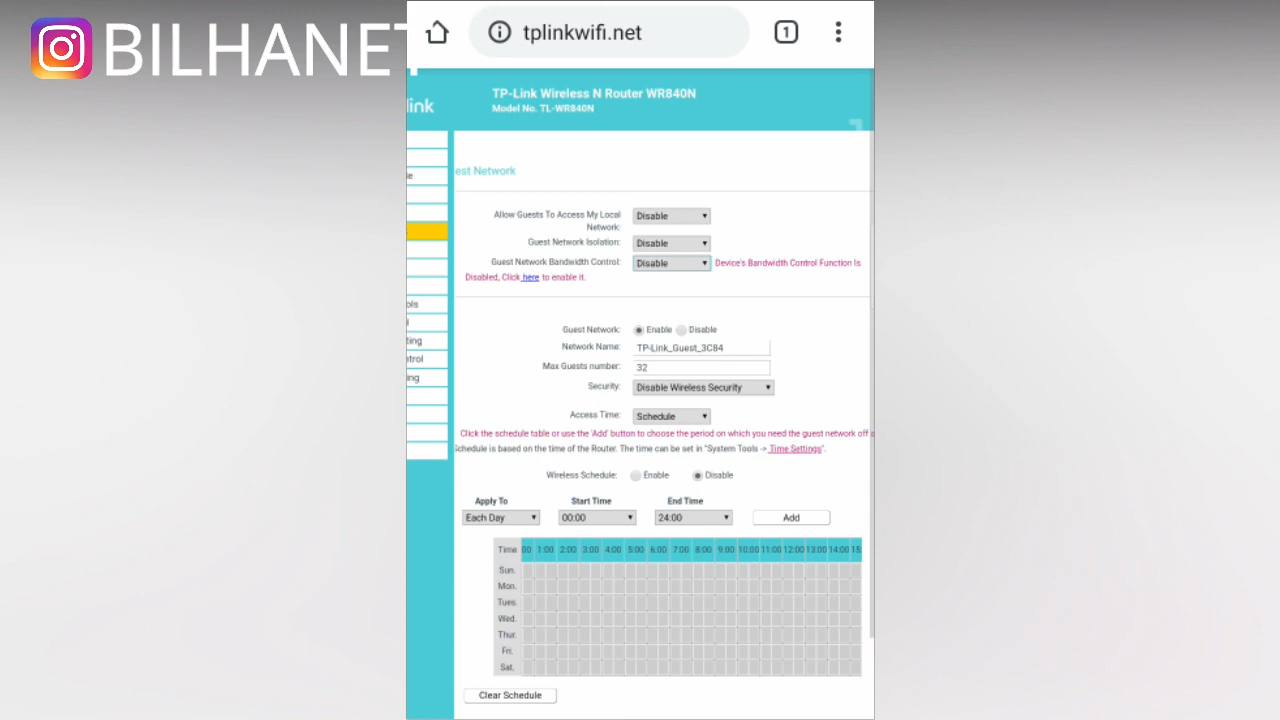 BILHANET
tplinkwifi.net
1
link
TP-Link Wireless N Router WR840N
Model No. TL-WR840N
est Network
Allow Guests To Access My Local Network: Disable
Guest Network Isolation: Disable
Guest Network Bandwidth Control: Disable Device's Bandwidth Control Function Is
Disabled, Click here to enable it.
ols
ting
ntrol
ing
Guest Network: Enable Disable
Network Name: TP-Link_Guest_3C84
Max Guests number: 32
Security: Disable Wireless Security
Access Time: Schedule
Click the schedule table or use the 'Add' button to choose the period on which you need the guest network off a
Schedule is based on the time of the Router. The time can be set in "System Tools -> Time Settings".
Wireless Schedule: Enable Disable
Apply To Start Time End Time
Each Day 00:00 24:00 Add
Time 00 1:00 2:00 3:00 4:00 5:00 6:00 7:00 8:00 9:00 10:00 11:00 12:00 13:00 14:00 15:
Sun.
Mon.
Tues.
Wed.
Thur.
Fri.
Sat.
Clear Schedule